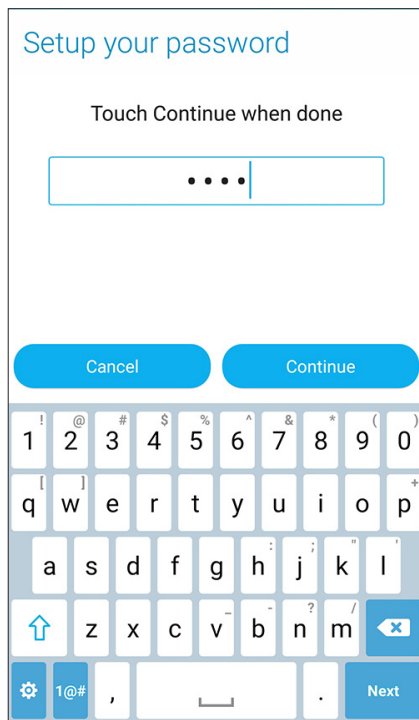 Setup your password
Touch Continue when done
••••
Cancel Continue
! @ # $ % ^ & * ( )
1 2 3 4 5 6 7 8 9 0
[ ] +
q w e r t y u i o p
: ; " '
a s d f g h j k l
_ - ? /
z x c v b n m
1@# , . Next